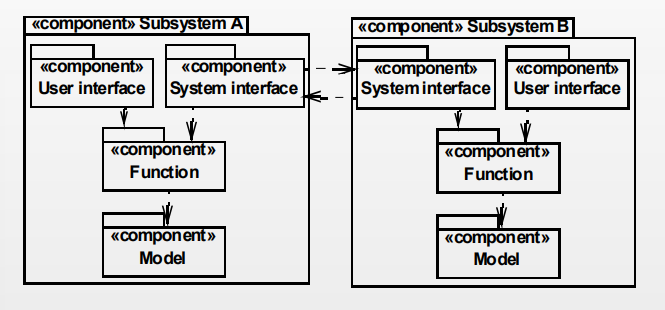 «component» Subsystem A
«component»
User interface
«component»
System interface
«component»
Function
«component»
Model
«component» Subsystem B
«component»
System interface
«component»
User interface
«component»
Function
«component»
Model